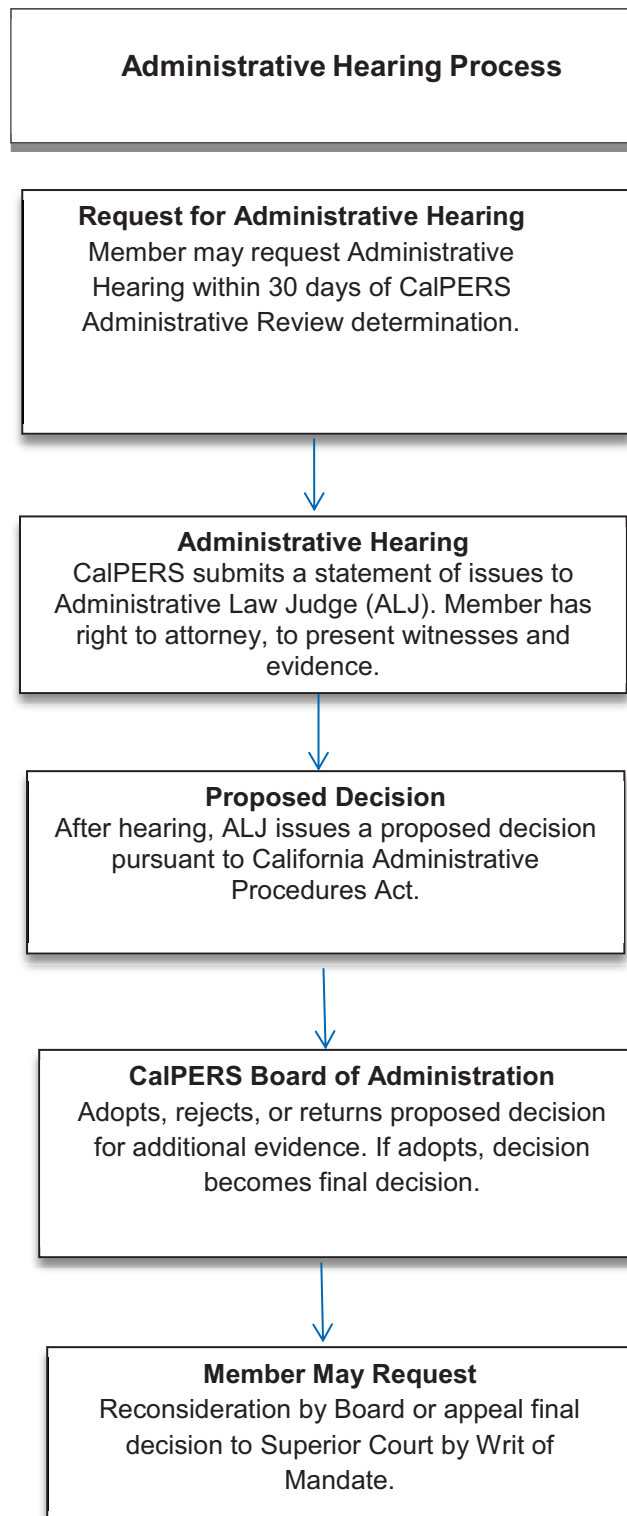 Administrative Hearing Process
Request for Administrative Hearing
Member may request Administrative
Hearing within 30 days of CalPERS
Administrative Review determination.
Administrative Hearing
CalPERS submits a statement of issues to
Administrative Law Judge (ALJ). Member has
right to attorney, to present witnesses and
evidence.
Proposed Decision
After hearing, ALJ issues a proposed decision
pursuant to California Administrative
Procedures Act.
CalPERS Board of Administration
Adopts, rejects, or returns proposed decision
for additional evidence. If adopts, decision
becomes final decision.
Member May Request
Reconsideration by Board or appeal final
decision to Superior Court by Writ of
Mandate.